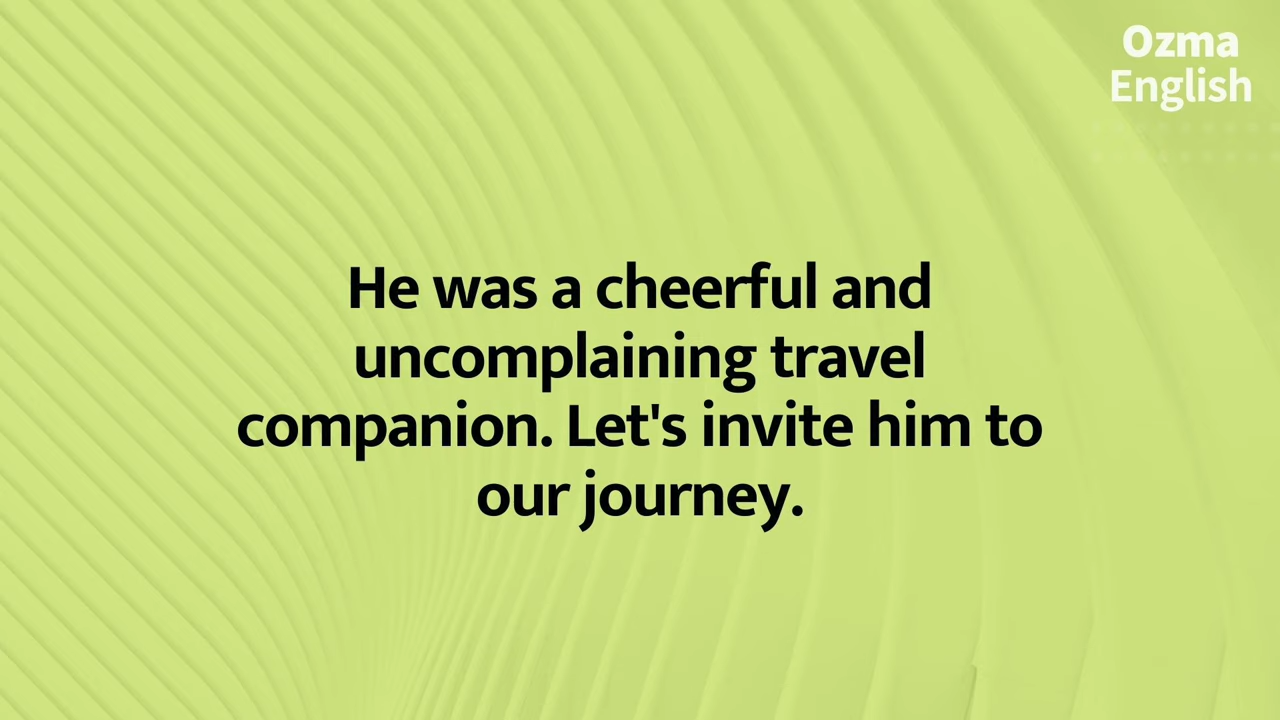 Ozma
English
He was a cheerful and
uncomplaining travel
companion. Let's invite him to
our journey.